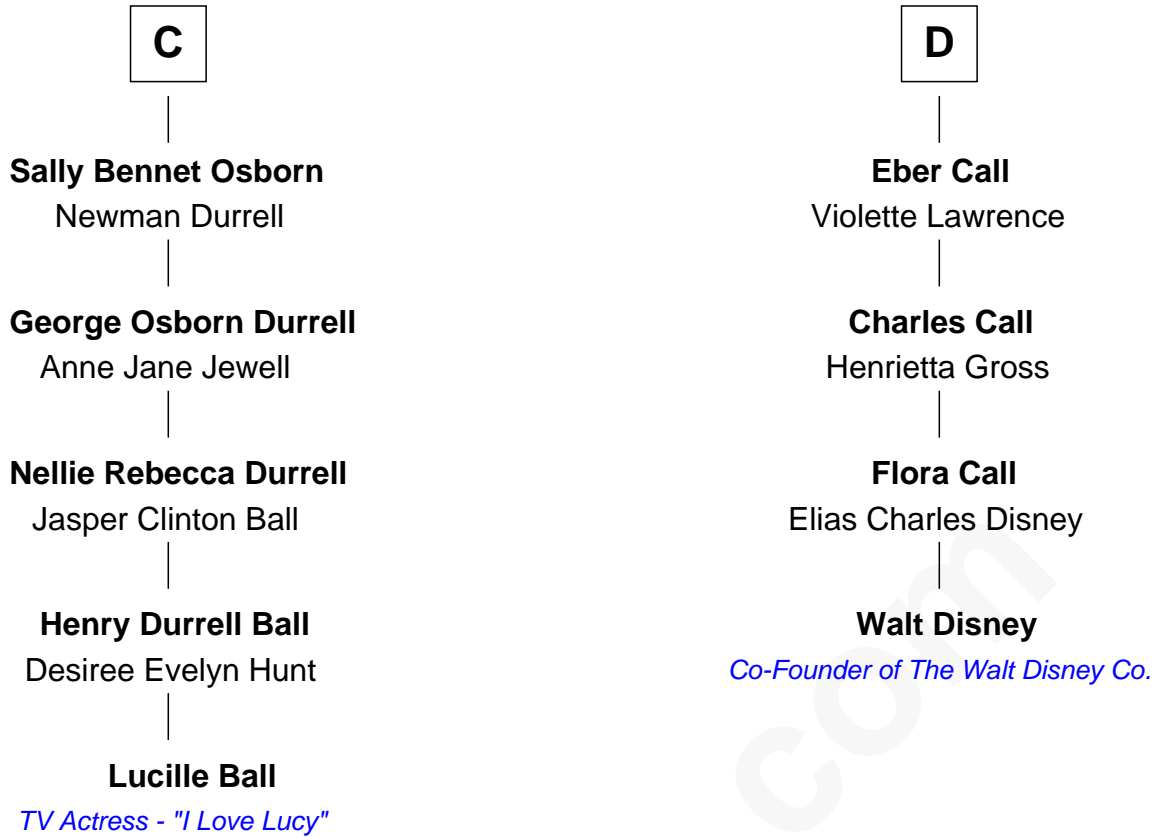 C
Sally Bennet Osborn
Newman Durrell
George Osborn Durrell
Anne Jane Jewell
Nellie Rebecca Durrell
Jasper Clinton Ball
Henry Durrell Ball
Desiree Evelyn Hunt
Lucille Ball
TV Actress - "I Love Lucy"
D
Eber Call
Violette Lawrence
Charles Call
Henrietta Gross
Flora Call
Elias Charles Disney
Walt Disney
Co-Founder of The Walt Disney Co.
com